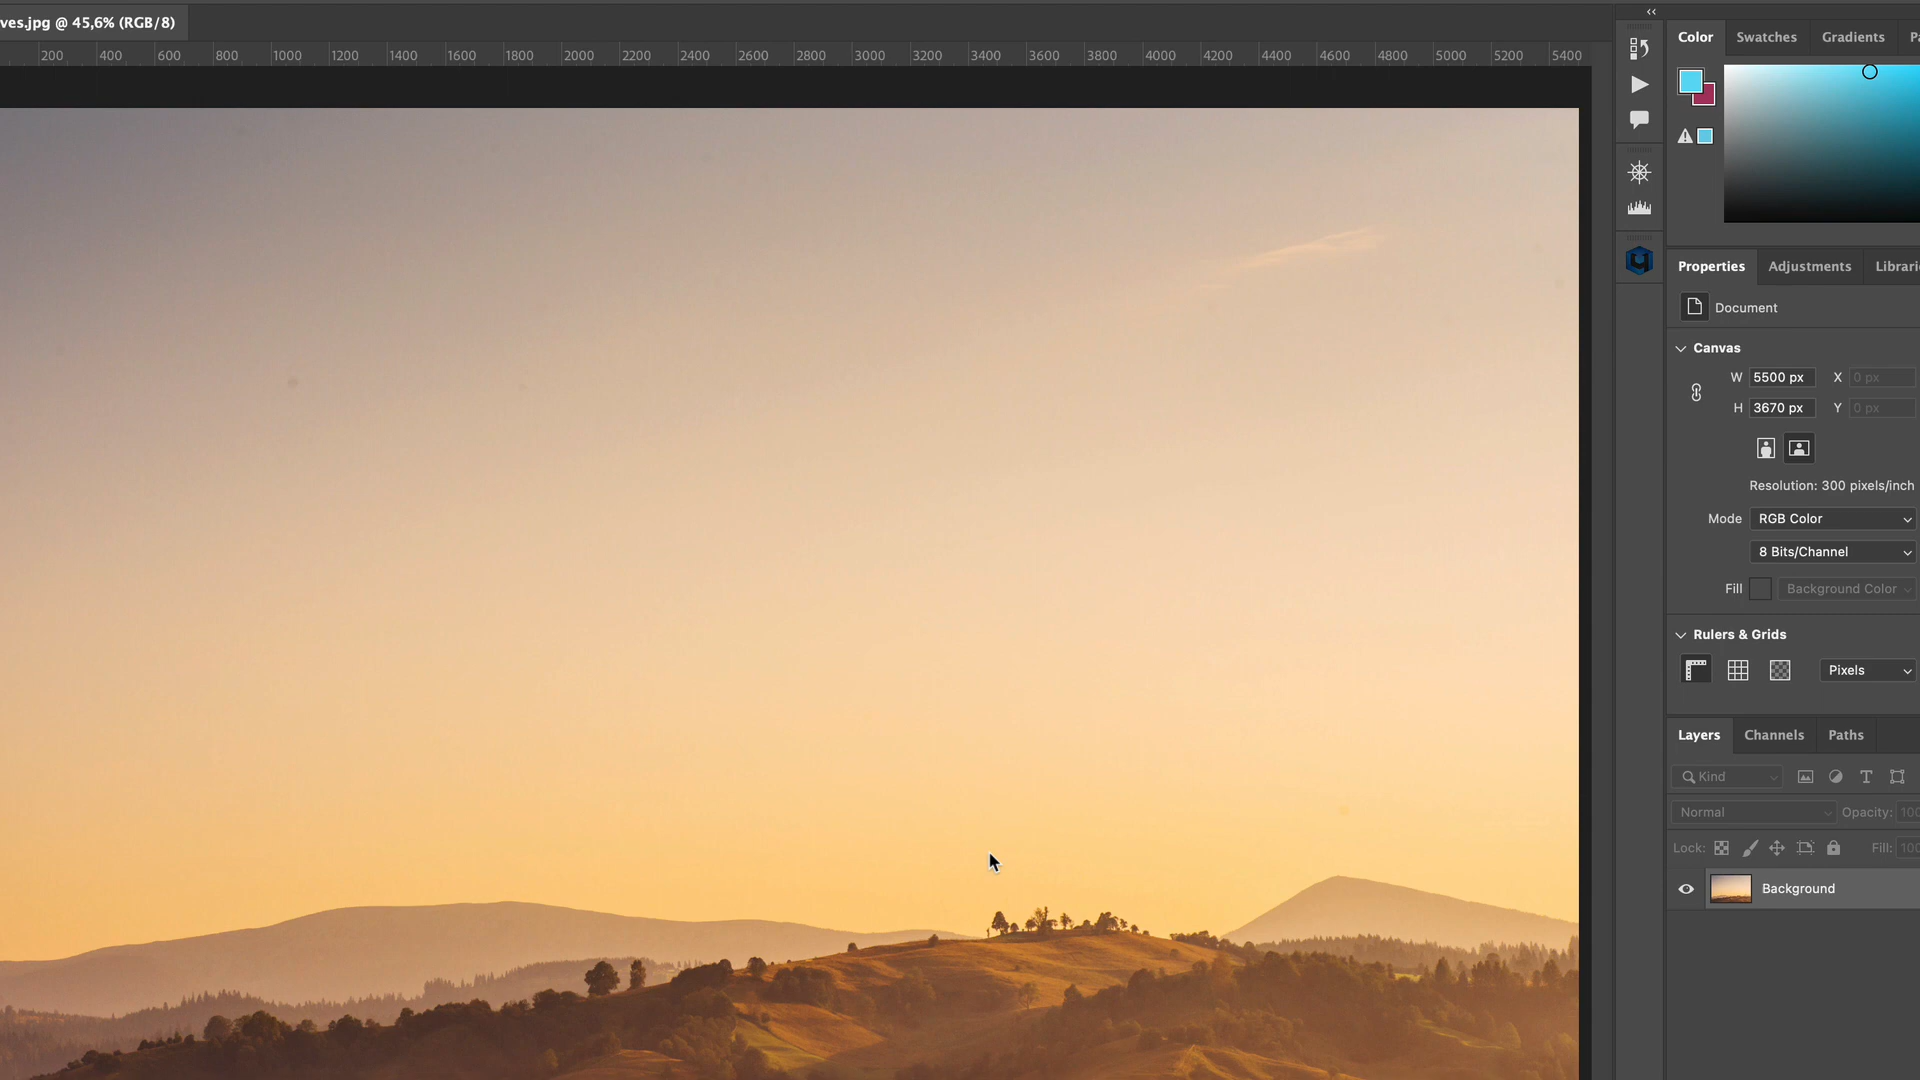 ves.jpg @ 45,6% (RGB/8)
200 400 600 800 1000 1200 1400 1600 1800 2000 2200 2400 2600 2800 3000 3200 3400 3600 3800 4000 4200 4400 4600 4800 5000 5200 5400
Color Swatches Gradients Pa
Properties Adjustments Librari
Document
Canvas
W 5500 px X 0 px
H 3670 px Y 0 px
Resolution: 300 pixels/inch
Mode RGB Color
8 Bits/Channel
Fill Background Color
Rulers & Grids
Pixels
Layers Channels Paths
Kind
Normal Opacity: 100
Lock: Fill: 100
Background